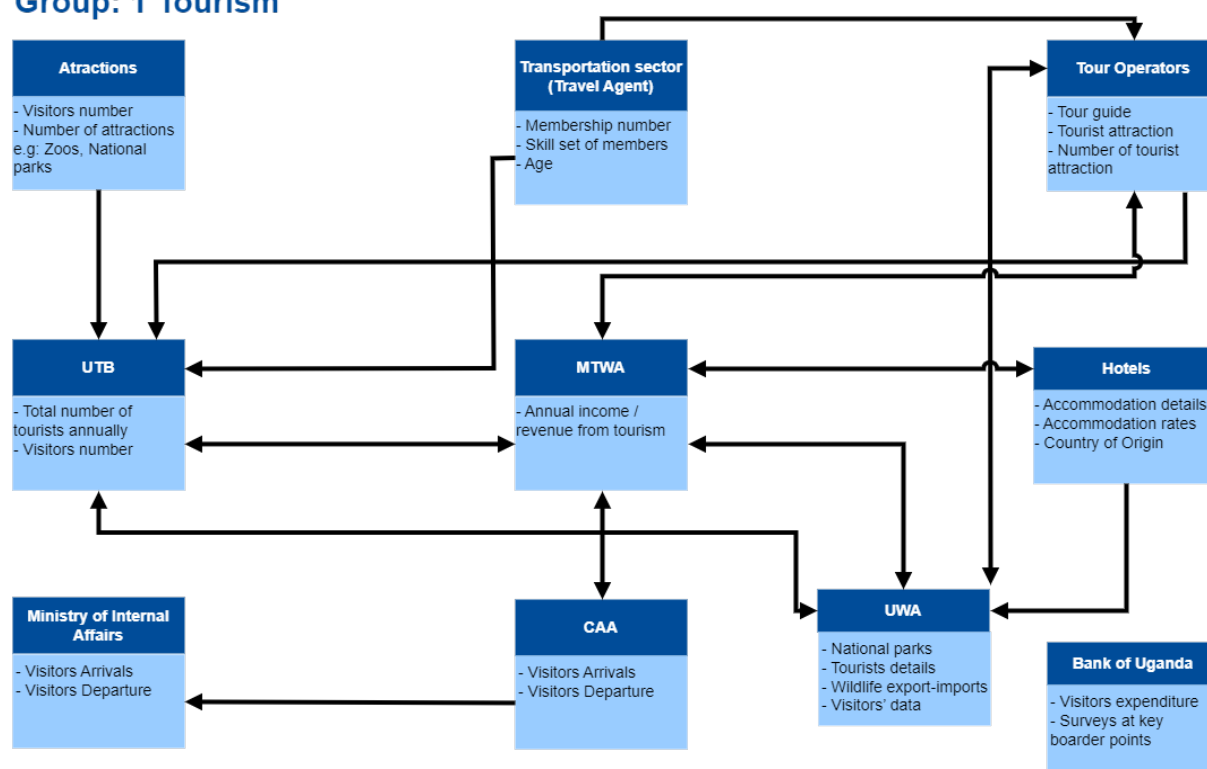 Group: 1 Tourism
Atractions
- Visitors number
- Number of attractions
e.g: Zoos, National
parks
Transportation sector
(Travel Agent)
- Membership number
- Skill set of members
- Age
Tour Operators
- Tour guide
- Tourist attraction
- Number of tourist
attraction
UTB
- Total number of
tourists annually
- Visitors number
MTWA
- Annual income /
revenue from tourism
Hotels
- Accommodation details
- Accommodation rates
- Country of Origin
Ministry of Internal
Affairs
- Visitors Arrivals
- Visitors Departure
CAA
- Visitors Arrivals
- Visitors Departure
UWA
- National parks
- Tourists details
- Wildlife export-imports
- Visitors’ data
Bank of Uganda
- Visitors expenditure
- Surveys at key
boarder points